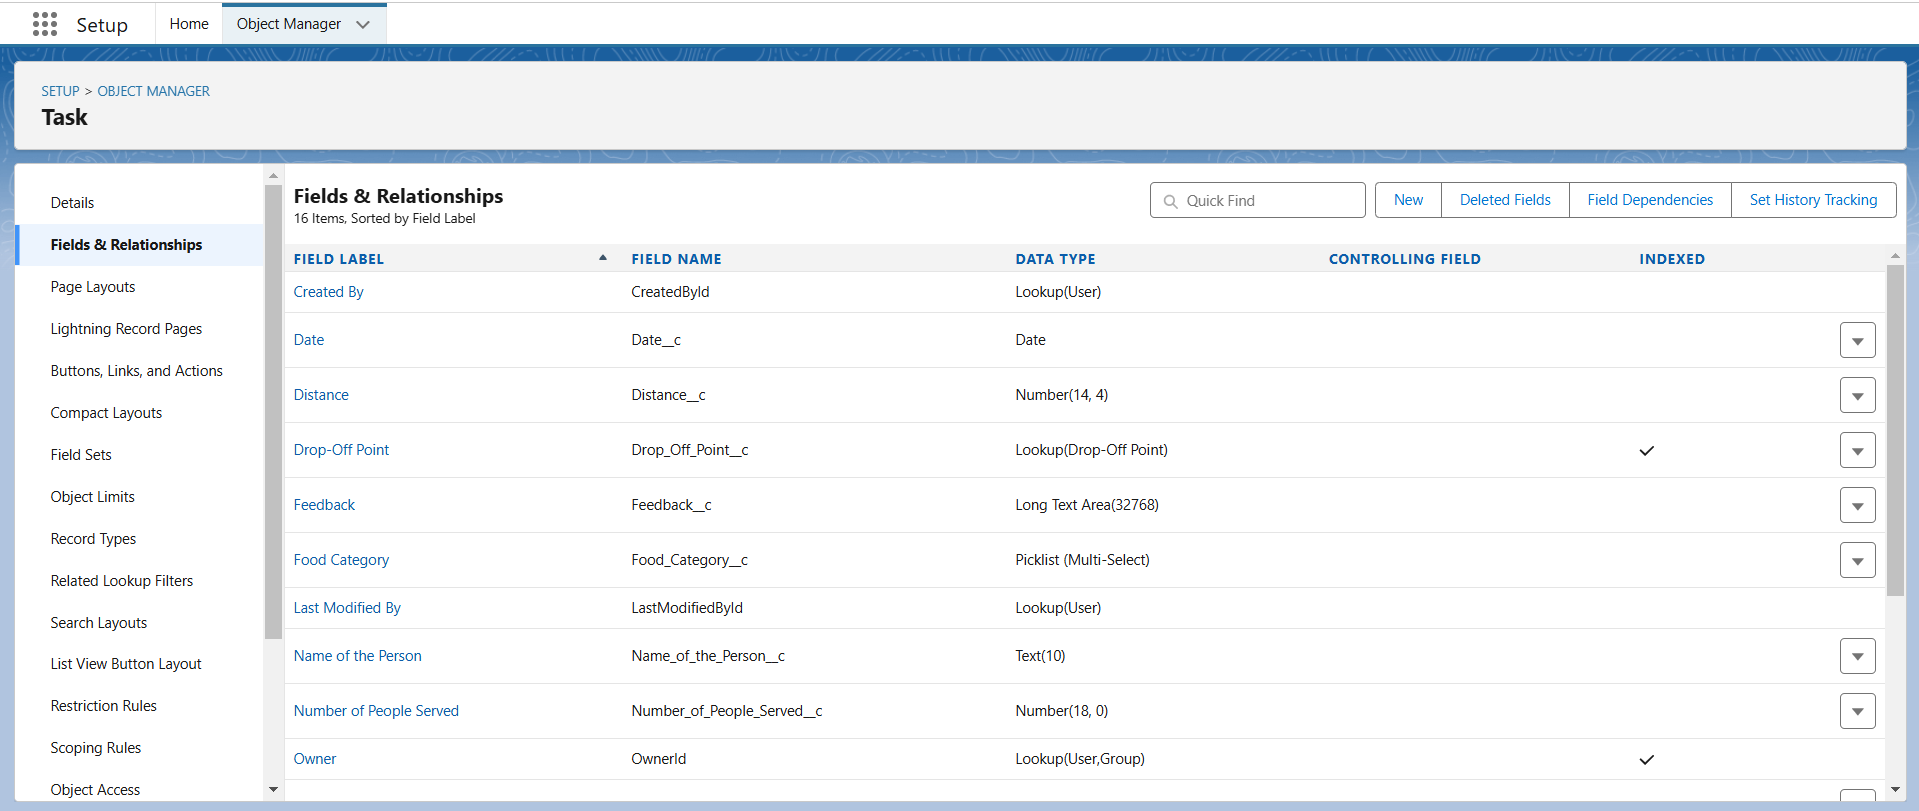 Setup Home Object Manager
SETUP > OBJECT MANAGER
Task
Details
Fields & Relationships
Page Layouts
Lightning Record Pages
Buttons, Links, and Actions
Compact Layouts
Field Sets
Object Limits
Record Types
Related Lookup Filters
Search Layouts
List View Button Layout
Restriction Rules
Scoping Rules
Object Access
Fields & Relationships
16 Items, Sorted by Field Label
Quick Find New Deleted Fields Field Dependencies Set History Tracking
FIELD LABEL FIELD NAME DATA TYPE CONTROLLING FIELD INDEXED
Created By CreatedById Lookup(User)
Date Date__c Date
Distance Distance__c Number(14, 4)
Drop-Off Point Drop_Off_Point__c Lookup(Drop-Off Point)
Feedback Feedback__c Long Text Area(32768)
Food Category Food_Category__c Picklist (Multi-Select)
Last Modified By LastModifiedById Lookup(User)
Name of the Person Name_of_the_Person__c Text(10)
Number of People Served Number_of_People_Served__c Number(18, 0)
Owner OwnerId Lookup(User,Group)